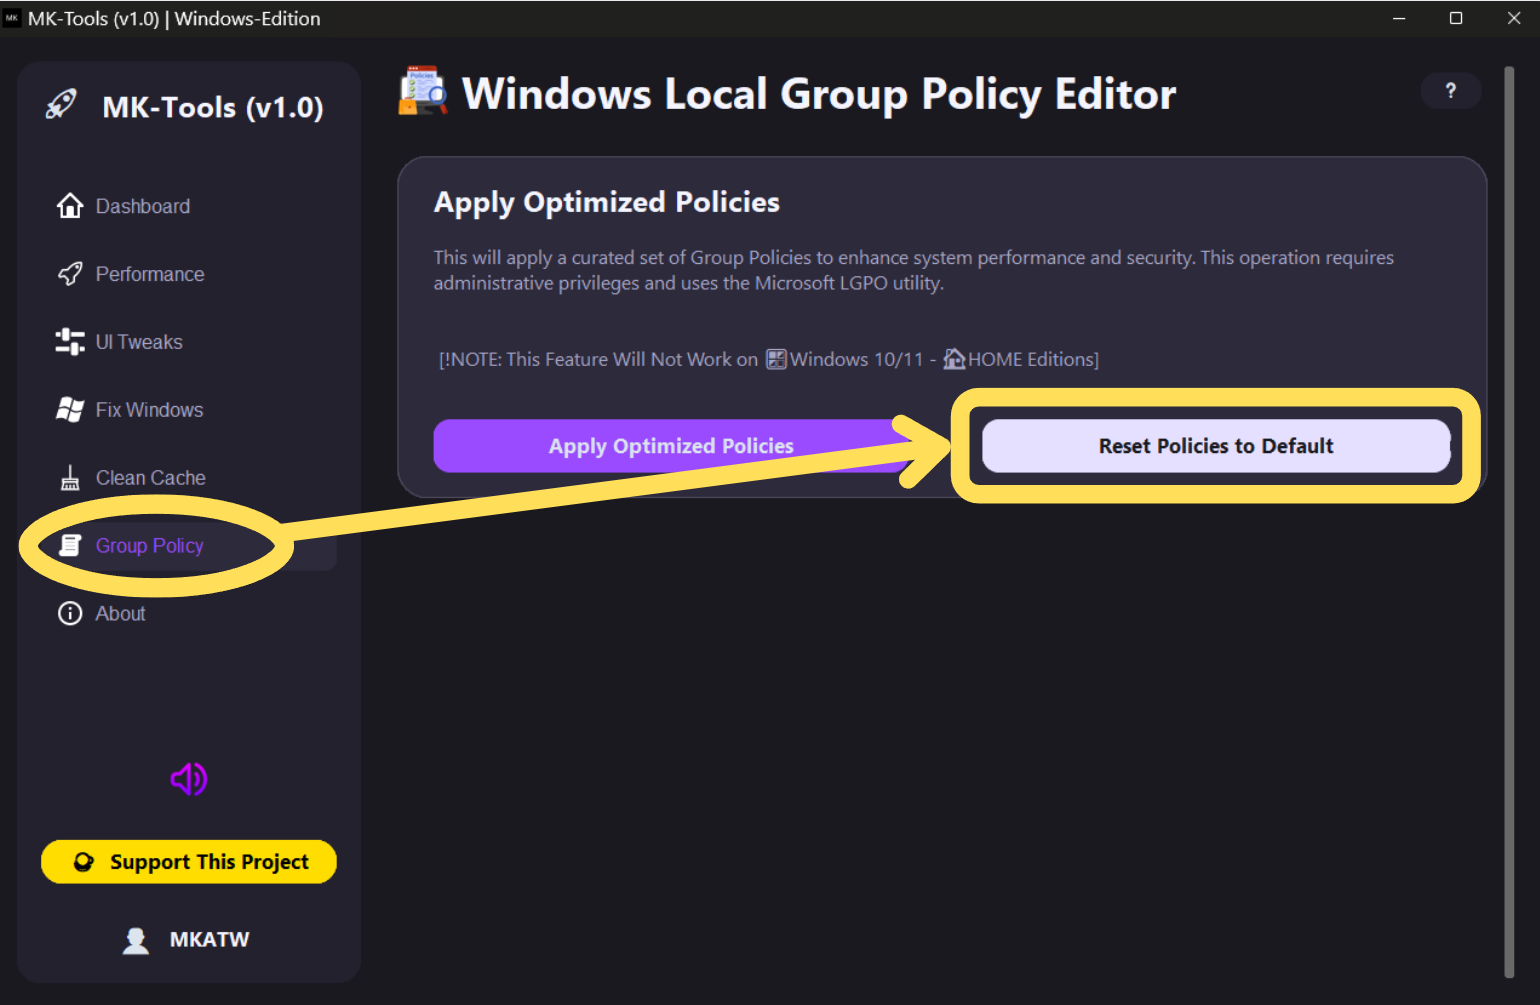 MK
MK-Tools (v1.0) | Windows-Edition
MK-Tools (v1.0)
Dashboard
Performance
UI Tweaks
Fix Windows
Clean Cache
Group Policy
About
Support This Project
MKATW
Policies
Windows Local Group Policy Editor
?
Apply Optimized Policies
This will apply a curated set of Group Policies to enhance system performance and security. This operation requires
administrative privileges and uses the Microsoft LGPO utility.
[!NOTE: This Feature Will Not Work on Windows 10/11 - HOME Editions]
Apply Optimized Policies
Reset Policies to Default